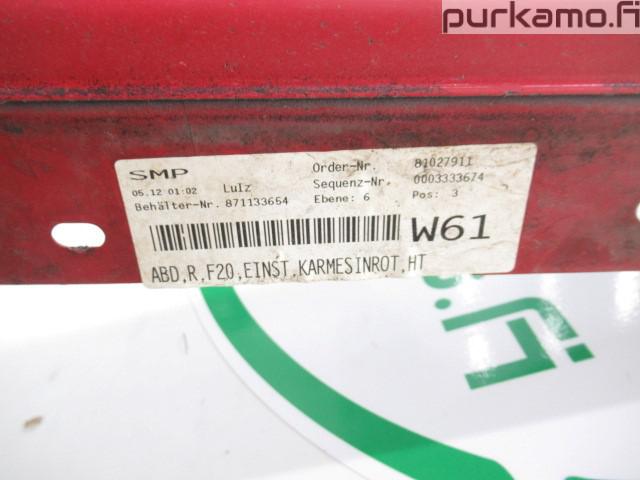 purkamo.fi
SMP
Order-Nr. 81027911
05.12 01:02 Lulz Sequenz-Nr. 0003333674
Behälter-Nr. 871133654 Ebene: 6 Pos: 3
W61
ABD,R,F20,EINST,KARMESINROT,HT
.fi